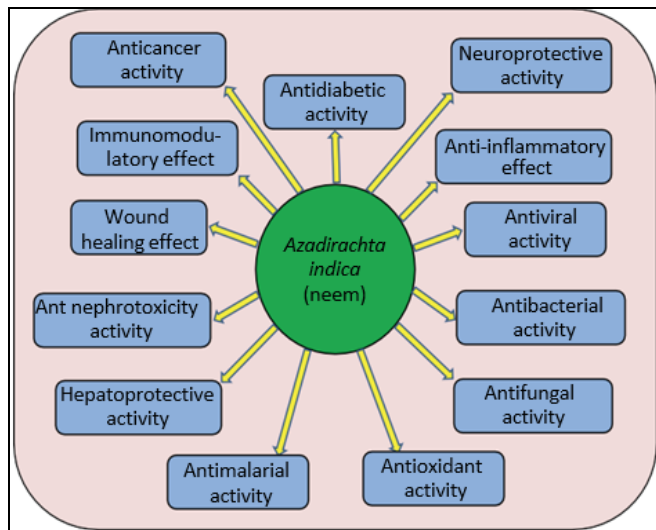 Anticancer
activity
Antidiabetic
activity
Neuroprotective
activity
Immunomodu-
latory effect
Anti-inflammatory
effect
Wound
healing effect
Azadirachta
indica
(neem)
Antiviral
activity
Ant nephrotoxicity
activity
Antibacterial
activity
Hepatoprotective
activity
Antifungal
activity
Antimalarial
activity
Antioxidant
activity